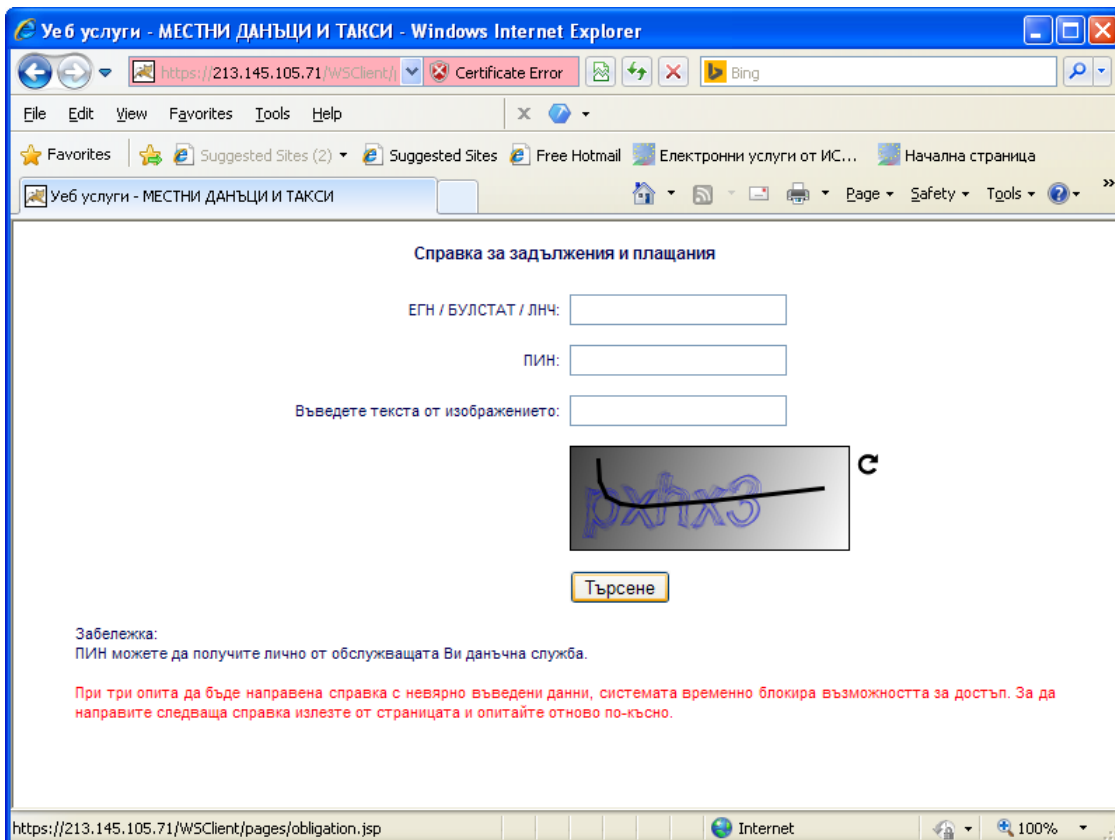 Уеб услуги - МЕСТНИ ДАНЪЦИ И ТАКСИ - Windows Internet Explorer
https://213.145.105.71/WSClient/ Certificate Error Bing
File Edit View Favorites Tools Help
Favorites Suggested Sites (2) Suggested Sites Free Hotmail Електронни услуги от ИС... Начална страница
Уеб услуги - МЕСТНИ ДАНЪЦИ И ТАКСИ Page Safety Tools
Справка за задължения и плащания
ЕГН / БУЛСТАТ / ЛНЧ:
ПИН:
Въведете текста от изображението:
pxhx3
Търсене
Забележка:
ПИН можете да получите лично от обслужващата Ви данъчна служба.
При три опита да бъде направена справка с невярно въведени данни, системата временно блокира възможността за достъп. За да
направите следваща справка излезте от страницата и опитайте отново по-късно.
https://213.145.105.71/WSClient/pages/obligation.jsp Internet 100%